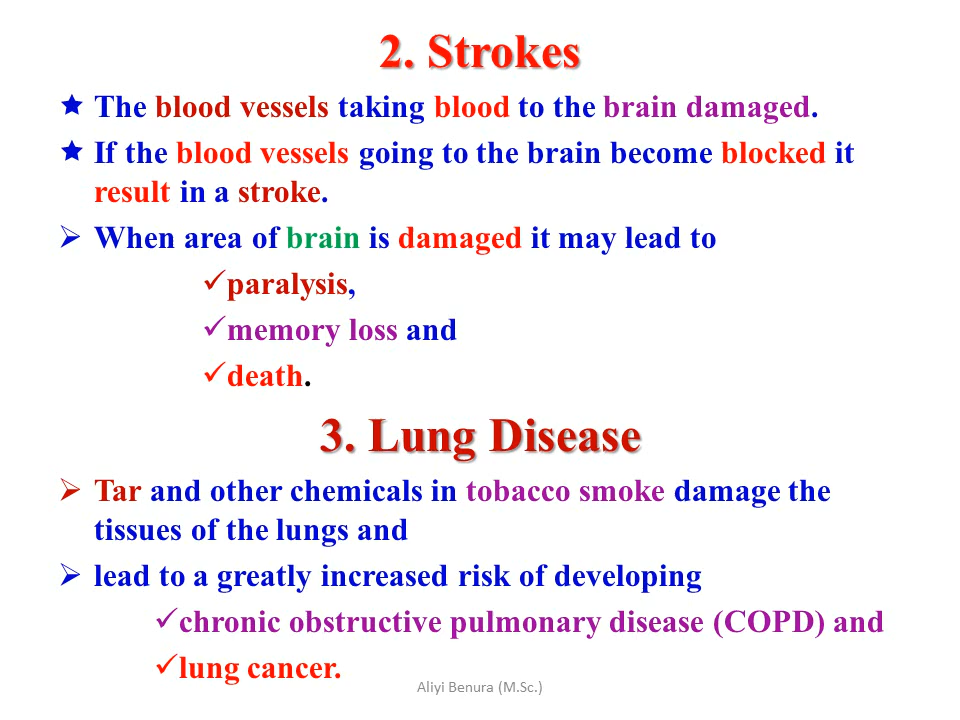 2. Strokes
★ The blood vessels taking blood to the brain damaged.
★ If the blood vessels going to the brain become blocked it
result in a stroke.
➢ When area of brain is damaged it may lead to
✓ paralysis,
✓ memory loss and
✓ death.
3. Lung Disease
➢ Tar and other chemicals in tobacco smoke damage the
tissues of the lungs and
➢ lead to a greatly increased risk of developing
✓ chronic obstructive pulmonary disease (COPD) and
✓ lung cancer.
Aliyi Benura (M.Sc.)